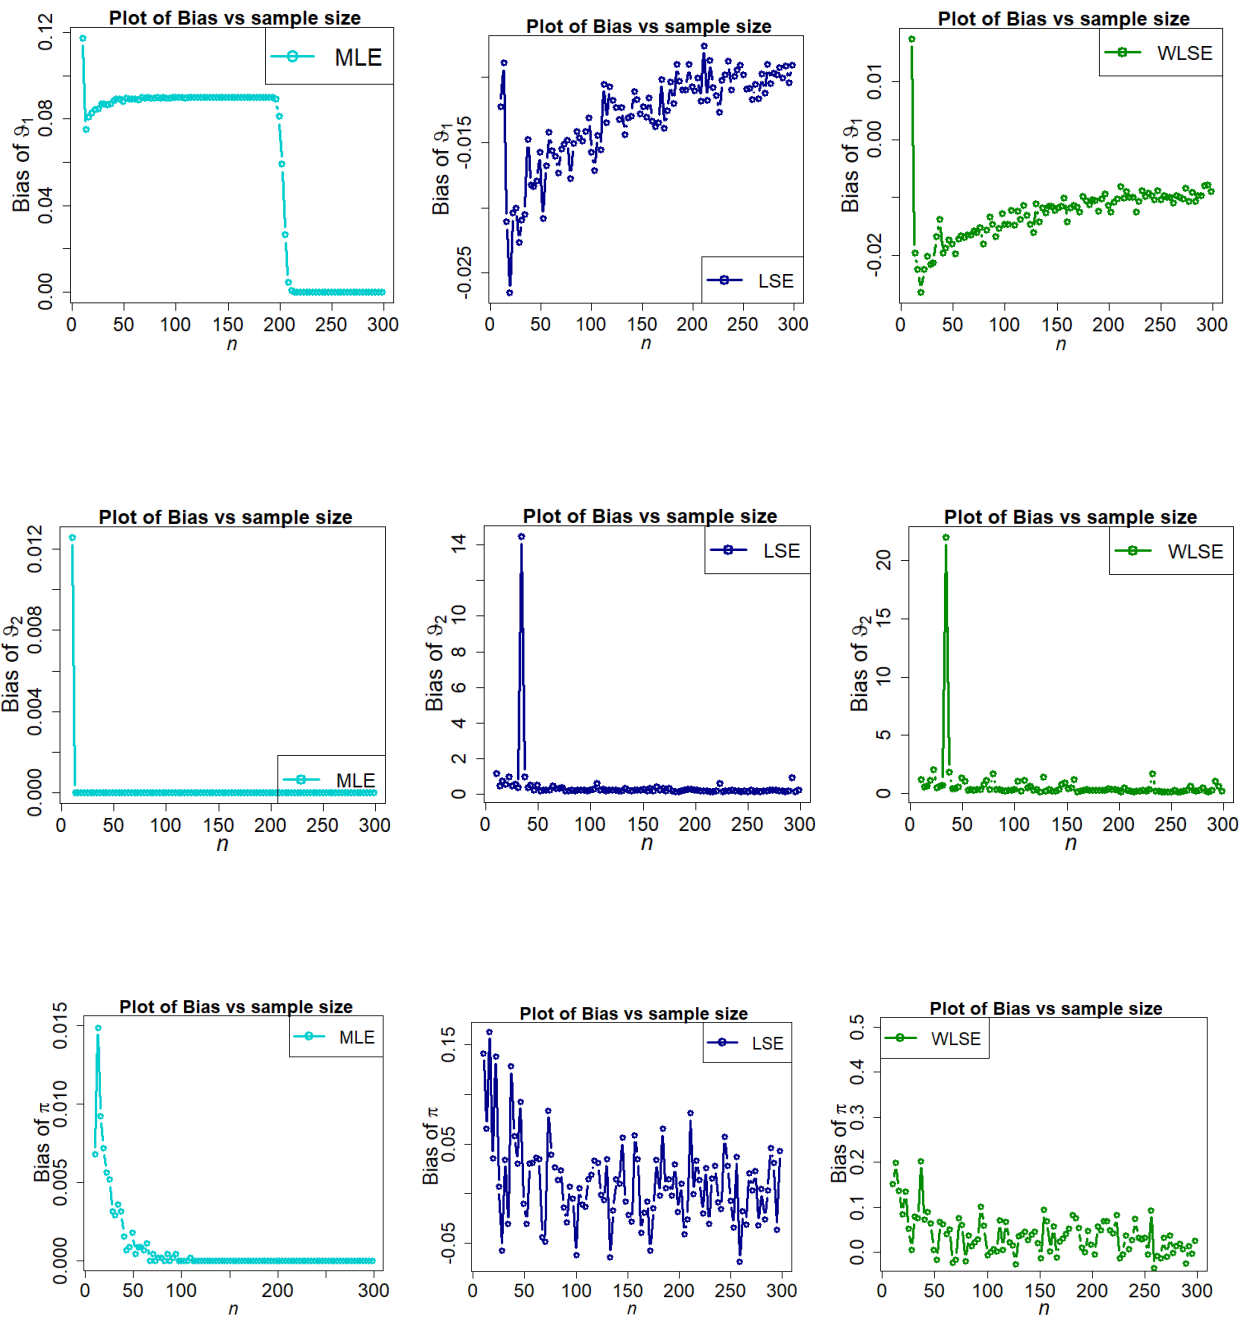 Plot of Bias vs sample size
MLE
Bias of ϑ1
0.00 0.04 0.08 0.12
0 50 100 150 200 250 300
n
Plot of Bias vs sample size
LSE
Bias of ϑ1
-0.025 -0.015
0 50 100 150 200 250 300
n
Plot of Bias vs sample size
WLSE
Bias of ϑ1
-0.02 0.00 0.01
0 50 100 150 200 250 300
n
Plot of Bias vs sample size
MLE
Bias of ϑ2
0.000 0.004 0.008 0.012
0 50 100 150 200 250 300
n
Plot of Bias vs sample size
LSE
Bias of ϑ2
0 2 4 6 8 10 14
0 50 100 150 200 250 300
n
Plot of Bias vs sample size
WLSE
Bias of ϑ2
0 5 10 15 20
0 50 100 150 200 250 300
n
Plot of Bias vs sample size
MLE
Bias of π
0.000 0.005 0.010 0.015
0 50 100 150 200 250 300
n
Plot of Bias vs sample size
LSE
Bias of π
-0.05 0.05 0.15
0 50 100 150 200 250 300
n
Plot of Bias vs sample size
WLSE
Bias of π
0.0 0.1 0.2 0.3 0.4 0.5
0 50 100 150 200 250 300
n